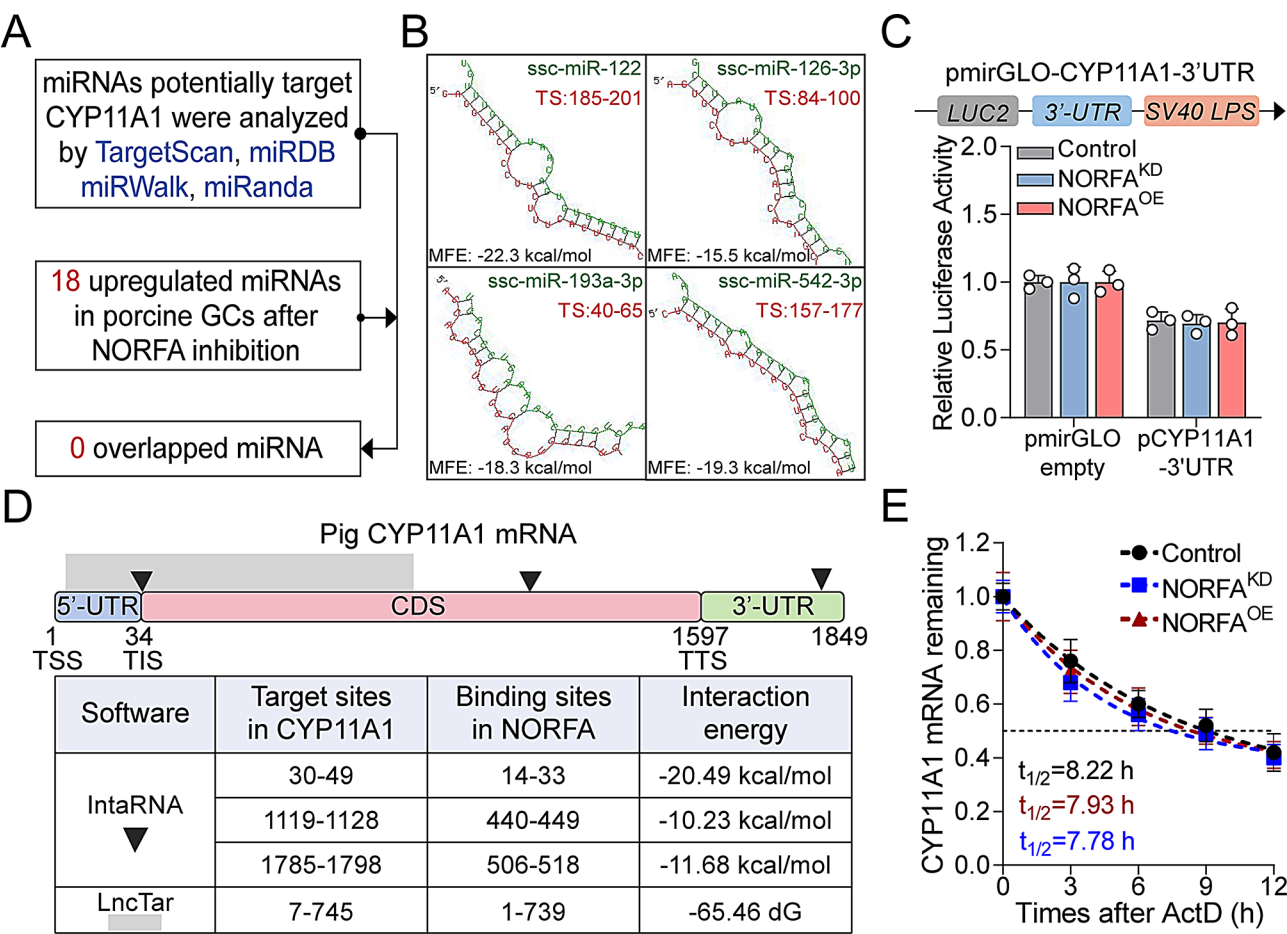 A
miRNAs potentially target
CYP11A1 were analyzed
by TargetScan, miRDB
miRWalk, miRanda
18 upregulated miRNAs
in porcine GCs after
NORFA inhibition
0 overlapped miRNA
B
ssc-miR-122
TS:185-201
5'
MFE: -22.3 kcal/mol
ssc-miR-126-3p
TS:84-100
5'
MFE: -15.5 kcal/mol
ssc-miR-193a-3p
TS:40-65
5'
MFE: -18.3 kcal/mol
ssc-miR-542-3p
TS:157-177
5'
MFE: -19.3 kcal/mol
C
pmirGLO-CYP11A1-3'UTR
LUC2 3'-UTR SV40 LPS
Relative Luciferase Activity
2.0
1.5
1.0
0.5
0.0
Control
NORFAKD
NORFAOE
pmirGLO
empty
pCYP11A1
-3'UTR
D
Pig CYP11A1 mRNA
5'-UTR CDS 3'-UTR
1 34 1597 1849
TSS TIS TTS
Software
Target sites
in CYP11A1
Binding sites
in NORFA
Interaction
energy
IntaRNA
30-49 14-33 -20.49 kcal/mol
1119-1128 440-449 -10.23 kcal/mol
1785-1798 506-518 -11.68 kcal/mol
LncTar 7-745 1-739 -65.46 dG
E
CYP11A1 mRNA remaining
1.2
1.0
0.8
0.6
0.4
0.2
0.0
Control
NORFAKD
NORFAOE
t1/2=8.22 h
t1/2=7.93 h
t1/2=7.78 h
0 3 6 9 12
Times after ActD (h)